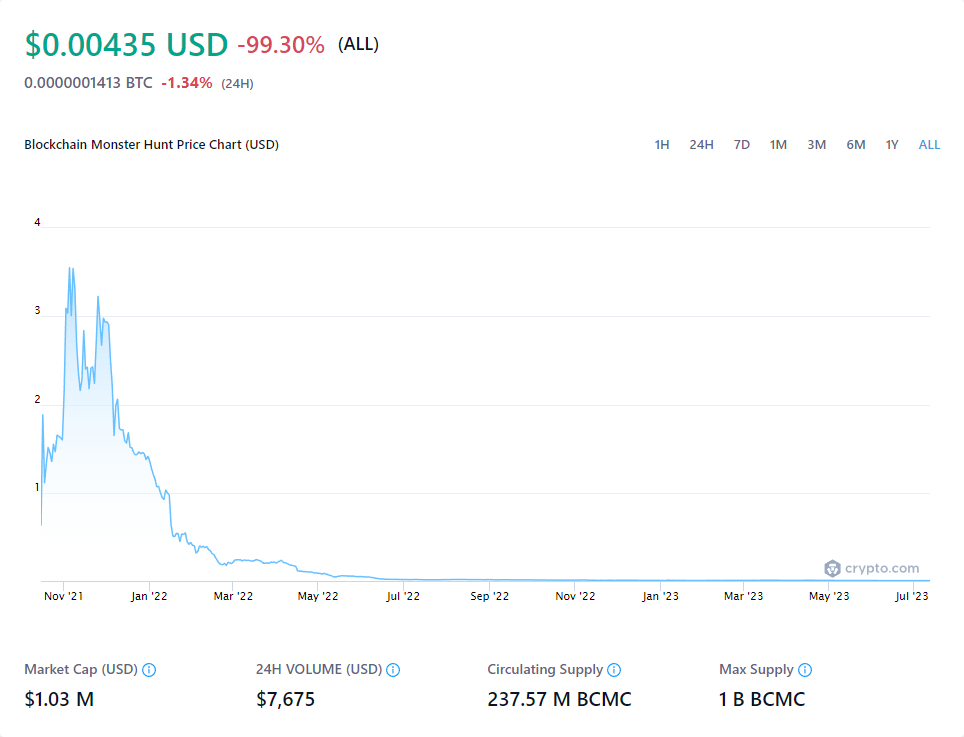 $0.00435 USD -99.30% (ALL)
0.0000001413 BTC -1.34% (24H)
Blockchain Monster Hunt Price Chart (USD)
1H 24H 7D 1M 3M 6M 1Y ALL
4
3
2
1
crypto.com
Nov '21 Jan '22 Mar '22 May '22 Jul '22 Sep '22 Nov '22 Jan '23 Mar '23 May '23 Jul '23
Market Cap (USD) 24H VOLUME (USD) Circulating Supply Max Supply
$1.03 M $7,675 237.57 M BCMC 1 B BCMC